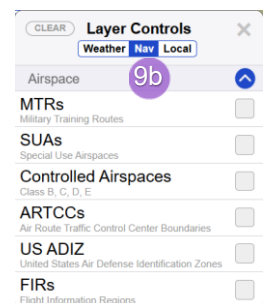 CLEAR Layer Controls ×
Weather Nav Local
Airspace 9b
MTRs
Military Training Routes
SUAs
Special Use Airspaces
Controlled Airspaces
Class B, C, D, E
ARTCCs
Air Route Traffic Control Center Boundaries
US ADIZ
United States Air Defense Identification Zones
FIRs
Flight Information Regions